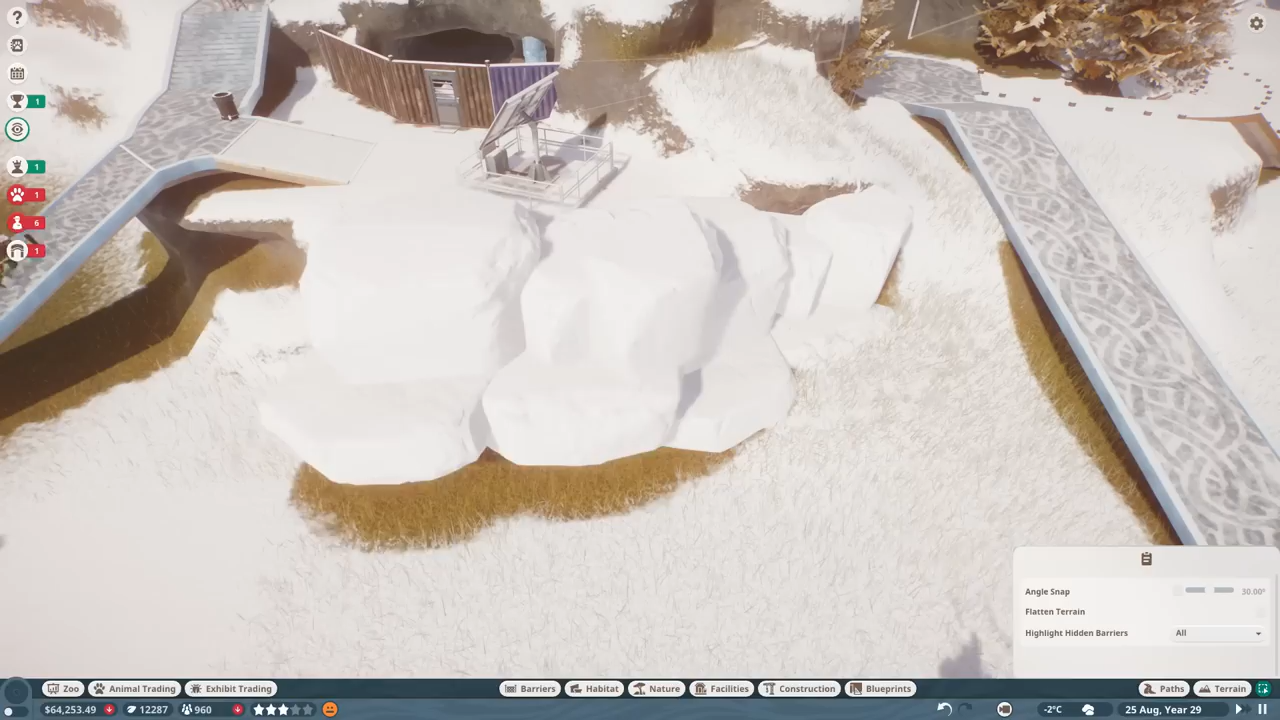 ?
1
1
1
6
1
Angle Snap 30.00°
Flatten Terrain
Highlight Hidden Barriers All
Zoo Animal Trading Exhibit Trading Barriers Habitat Nature Facilities Construction Blueprints Paths Terrain
$64,253.49 12287 960 -2°C 25 Aug, Year 29